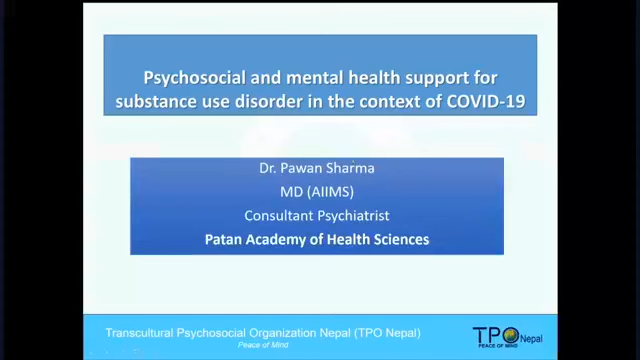 Psychosocial and mental health support for
substance use disorder in the context of COVID-19
Dr. Pawan Sharma
MD (AIIMS)
Consultant Psychiatrist
Patan Academy of Health Sciences
Transcultural Psychosocial Organization Nepal (TPO Nepal)
Peace of Mind
TPO Nepal
PEACE OF MIND